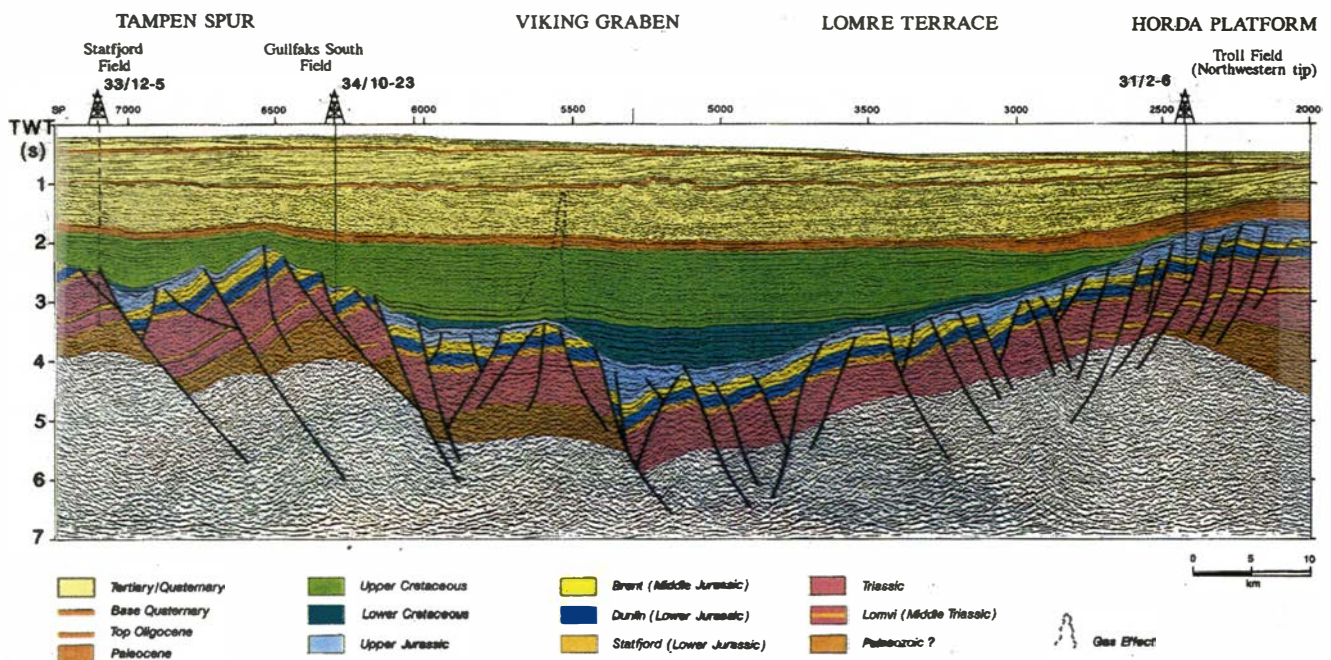 TAMPEN SPUR VIKING GRABEN LOMRE TERRACE HORDA PLATFORM
Statfjord Field
33/12-5
Gullfaks South Field
34/10-23
31/2-6
Troll Field
(Northwestern tip)
SP 7000 6500 6000 5500 5000 4500 3500 3000 2500 2000
TWT
(s)
1
2
3
4
5
6
7
Tertiary/Quaternary
Base Quaternary
Top Oligocene
Paleocene
Upper Cretaceous
Lower Cretaceous
Upper Jurassic
Brent (Middle Jurassic)
Dunlin (Lower Jurassic)
Statfjord (Lower Jurassic)
Triassic
Lomvi (Middle Triassic)
Paleozoic ?
Gas Effect
0 5 10
km